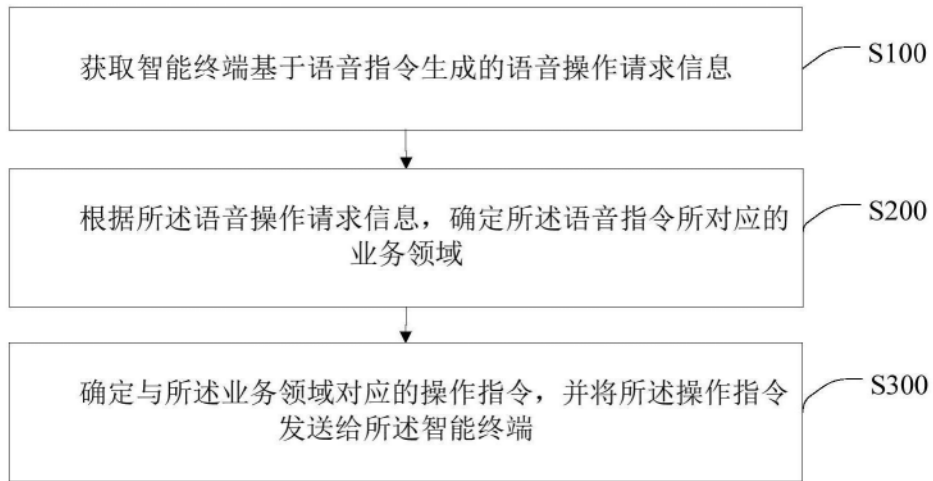 获取智能终端基于语音指令生成的语音操作请求信息
S100
根据所述语音操作请求信息，确定所述语音指令所对应的
业务领域
S200
确定与所述业务领域对应的操作指令，并将所述操作指令
发送给所述智能终端
S300